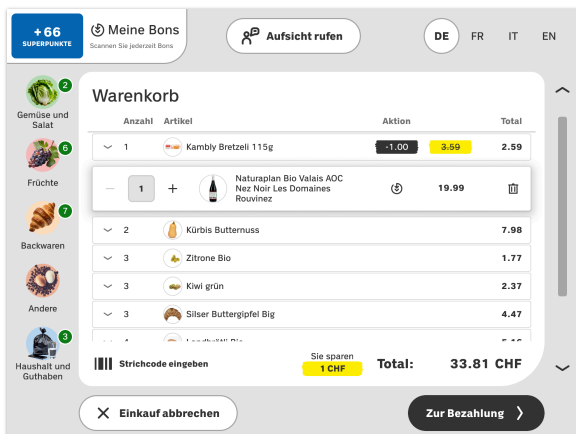 +66
SUPERPUNKTE
Meine Bons
Scannen Sie jederzeit Bons
Aufsicht rufen
DE FR IT EN
2
Gemüse und
Salat
6
Früchte
7
Backwaren
Andere
3
Haushalt und
Guthaben
Warenkorb
Anzahl Artikel Aktion Total
1 Kambly Bretzeli 115g -1.00 3.59 2.59
− 1 + Naturaplan Bio Valais AOC
Nez Noir Les Domaines
Rouvinez
19.99
2 Kürbis Butternuss 7.98
3 Zitrone Bio 1.77
3 Kiwi grün 2.37
3 Silser Buttergipfel Big 4.47
Strichcode eingeben
Sie sparen
1 CHF
Total: 33.81 CHF
Einkauf abbrechen
Zur Bezahlung